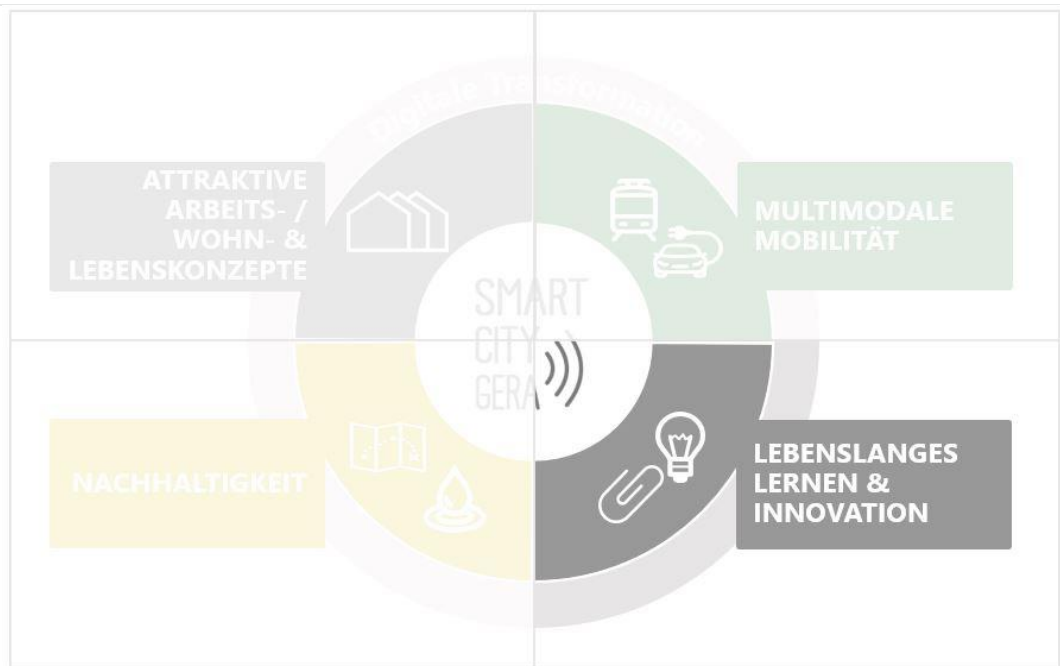 Digitale Transformation
ATTRAKTIVE
ARBEITS- /
WOHN- &
LEBENSKONZEPTE
MULTIMODALE
MOBILITÄT
SMART
CITY
GERA
NACHHALTIGKEIT
LEBENSLANGES
LERNEN &
INNOVATION